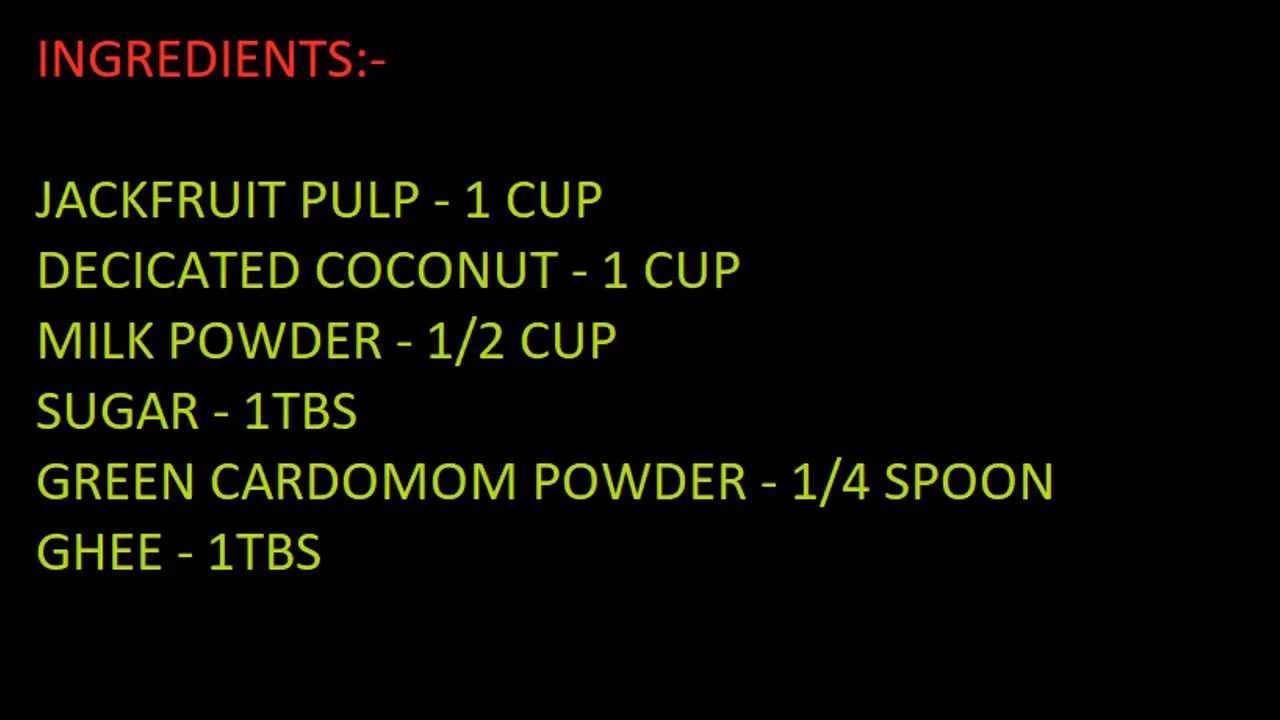 INGREDIENTS:-
JACKFRUIT PULP - 1 CUP
DECICATED COCONUT - 1 CUP
MILK POWDER - 1/2 CUP
SUGAR - 1TBS
GREEN CARDOMOM POWDER - 1/4 SPOON
GHEE - 1TBS